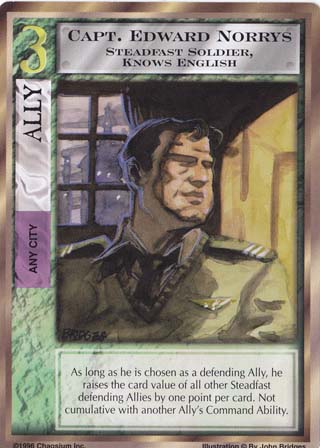 3
CAPT. EDWARD NORRYS
STEADFAST SOLDIER,
KNOWS ENGLISH
ALLY
ANY CITY
BRIDGES
As long as he is chosen as a defending Ally, he
raises the card value of all other Steadfast
defending Allies by one point per card. Not
cumulative with another Ally's Command Ability.
©1996 Chaosium Inc.
Illustration © By John Bridges